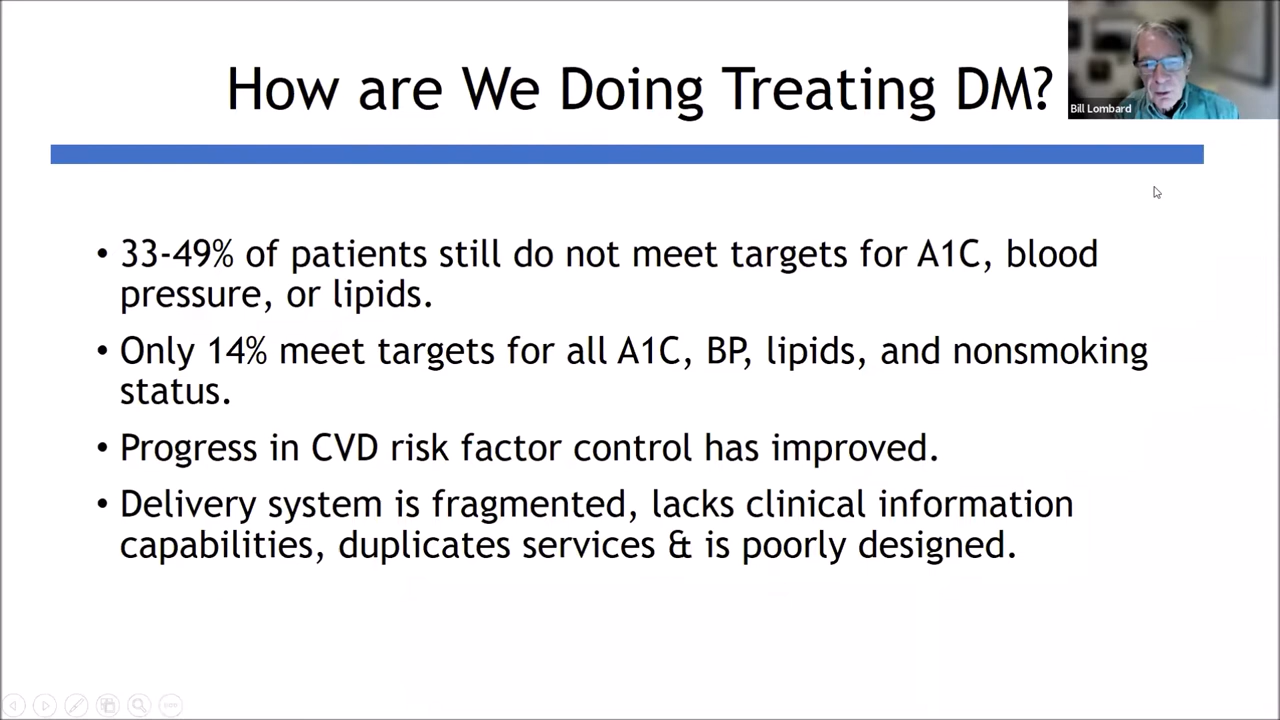 How are We Doing Treating DM?
Bill Lombard
• 33-49% of patients still do not meet targets for A1C, blood
pressure, or lipids.
• Only 14% meet targets for all A1C, BP, lipids, and nonsmoking
status.
• Progress in CVD risk factor control has improved.
• Delivery system is fragmented, lacks clinical information
capabilities, duplicates services & is poorly designed.